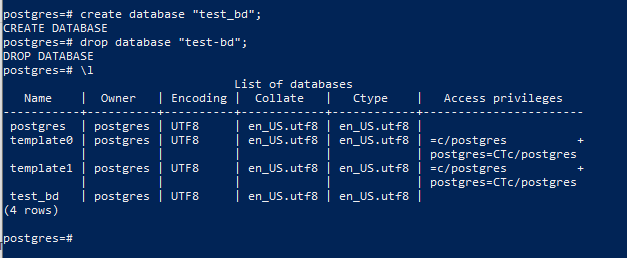 postgres=# create database "test_bd";
CREATE DATABASE
postgres=# drop database "test-bd";
DROP DATABASE
postgres=# \l
                                List of databases
   Name    |  Owner   | Encoding |  Collate   |   Ctype    |   Access privileges
-----------+----------+----------+------------+------------+-----------------------
 postgres  | postgres | UTF8     | en_US.utf8 | en_US.utf8 |
 template0 | postgres | UTF8     | en_US.utf8 | en_US.utf8 | =c/postgres          +
           |          |          |            |            | postgres=CTc/postgres
 template1 | postgres | UTF8     | en_US.utf8 | en_US.utf8 | =c/postgres          +
           |          |          |            |            | postgres=CTc/postgres
 test_bd   | postgres | UTF8     | en_US.utf8 | en_US.utf8 |
(4 rows)

postgres=#